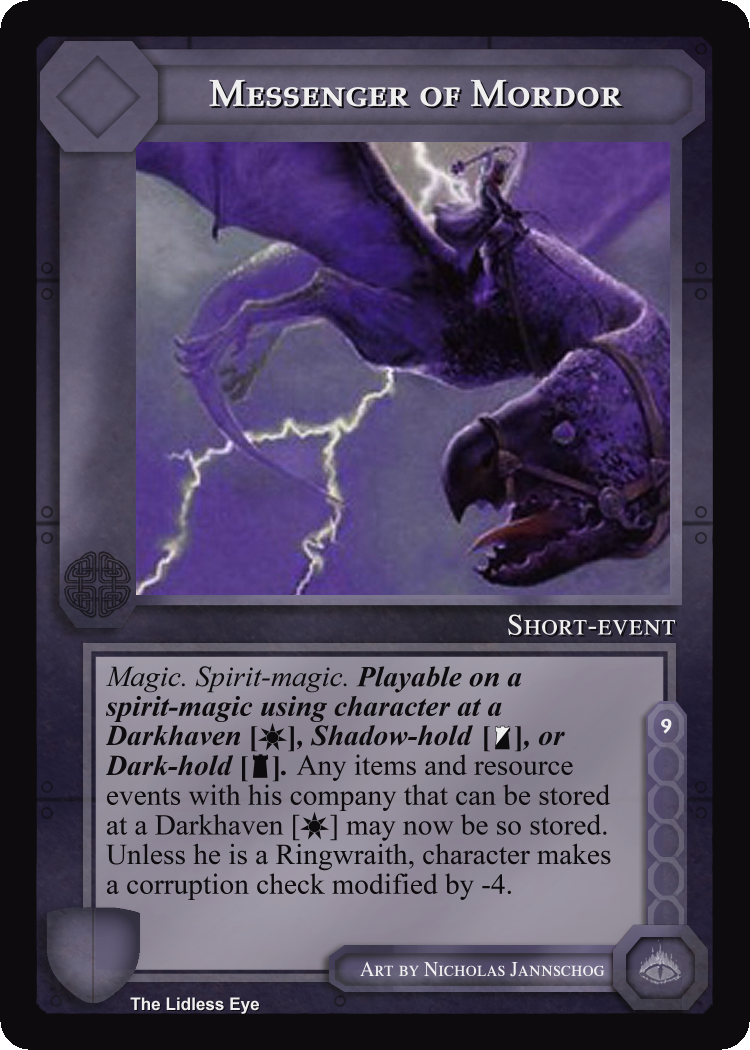 Messenger of Mordor
Short-event
Magic. Spirit-magic. Playable on a
spirit-magic using character at a
Darkhaven [☀], Shadow-hold [♜], or
Dark-hold [♜]. Any items and resource
events with his company that can be stored
at a Darkhaven [☀] may now be so stored.
Unless he is a Ringwraith, character makes
a corruption check modified by -4.
9
Art by Nicholas Jannschog
The Lidless Eye